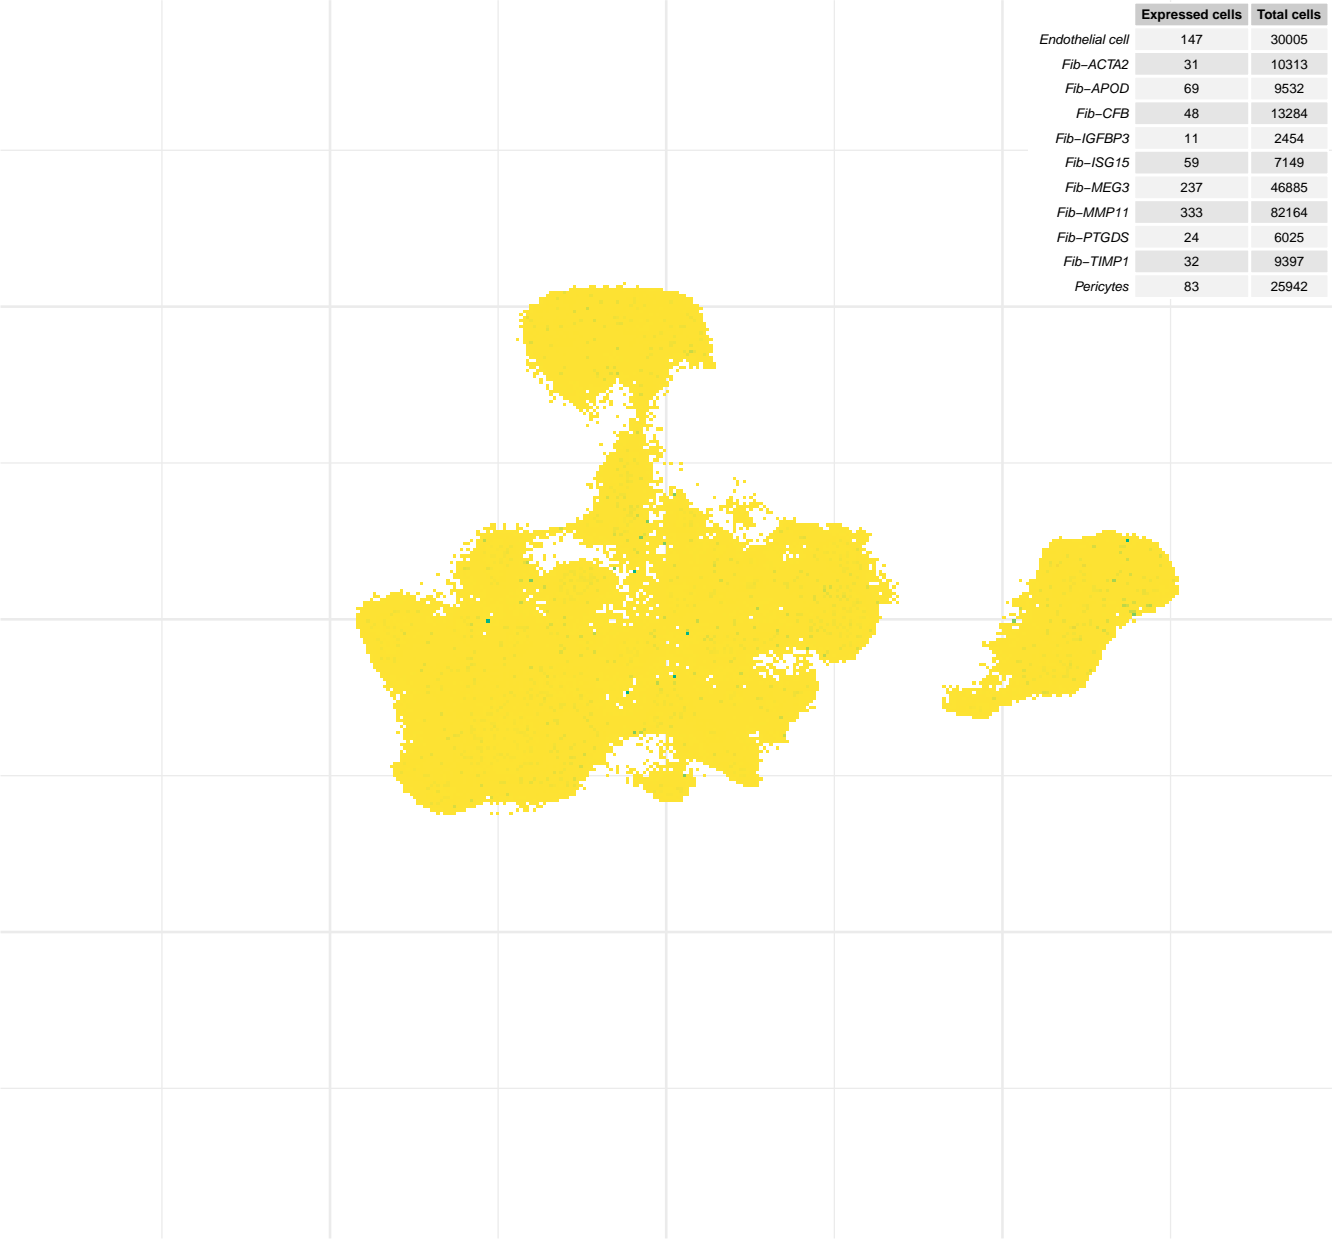 Expressed cells Total cells
Endothelial cell 147 30005
Fib−ACTA2 31 10313
Fib−APOD 69 9532
Fib−CFB 48 13284
Fib−IGFBP3 11 2454
Fib−ISG15 59 7149
Fib−MEG3 237 46885
Fib−MMP11 333 82164
Fib−PTGDS 24 6025
Fib−TIMP1 32 9397
Pericytes 83 25942